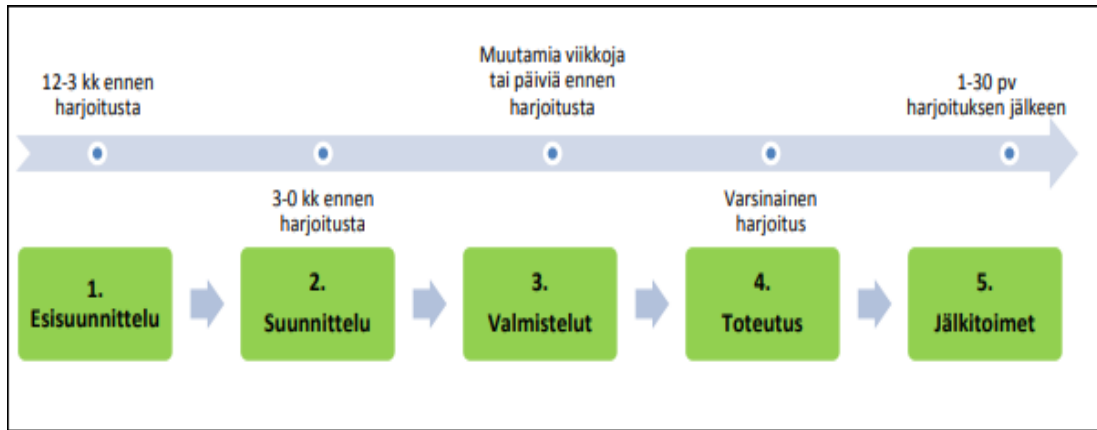 12-3 kk ennen
harjoitusta
Muutamia viikkoja
tai päiviä ennen
harjoitusta
1-30 pv
harjoituksen jälkeen
3-0 kk ennen
harjoitusta
Varsinainen
harjoitus
1.
Esisuunnittelu
2.
Suunnittelu
3.
Valmistelut
4.
Toteutus
5.
Jälkitoimet